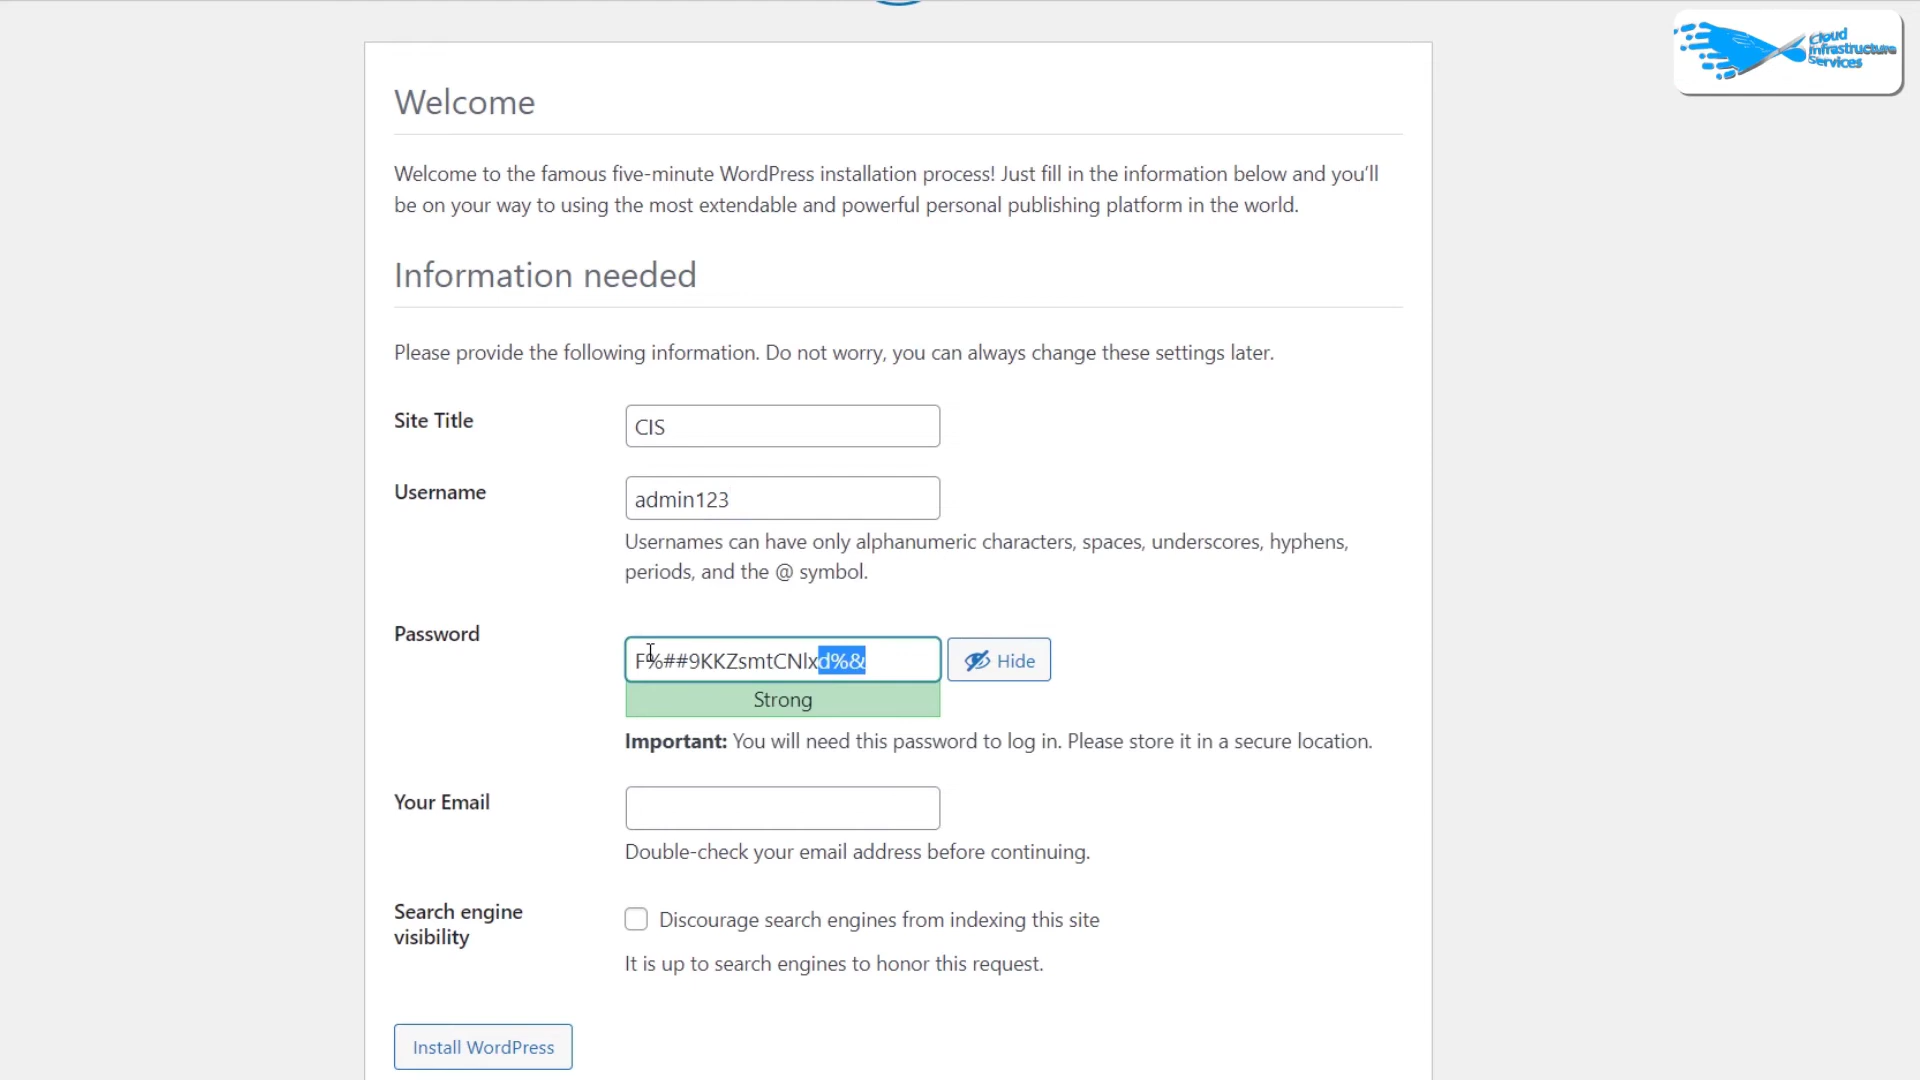 Cloud
Infrastructure
Services
Welcome
Welcome to the famous five-minute WordPress installation process! Just fill in the information below and you’ll
be on your way to using the most extendable and powerful personal publishing platform in the world.
Information needed
Please provide the following information. Do not worry, you can always change these settings later.
Site Title
CIS
Username
admin123
Usernames can have only alphanumeric characters, spaces, underscores, hyphens,
periods, and the @ symbol.
Password
F%##9KKZsmtCNlxd%&
Hide
Strong
Important: You will need this password to log in. Please store it in a secure location.
Your Email
Double-check your email address before continuing.
Search engine
visibility
Discourage search engines from indexing this site
It is up to search engines to honor this request.
Install WordPress